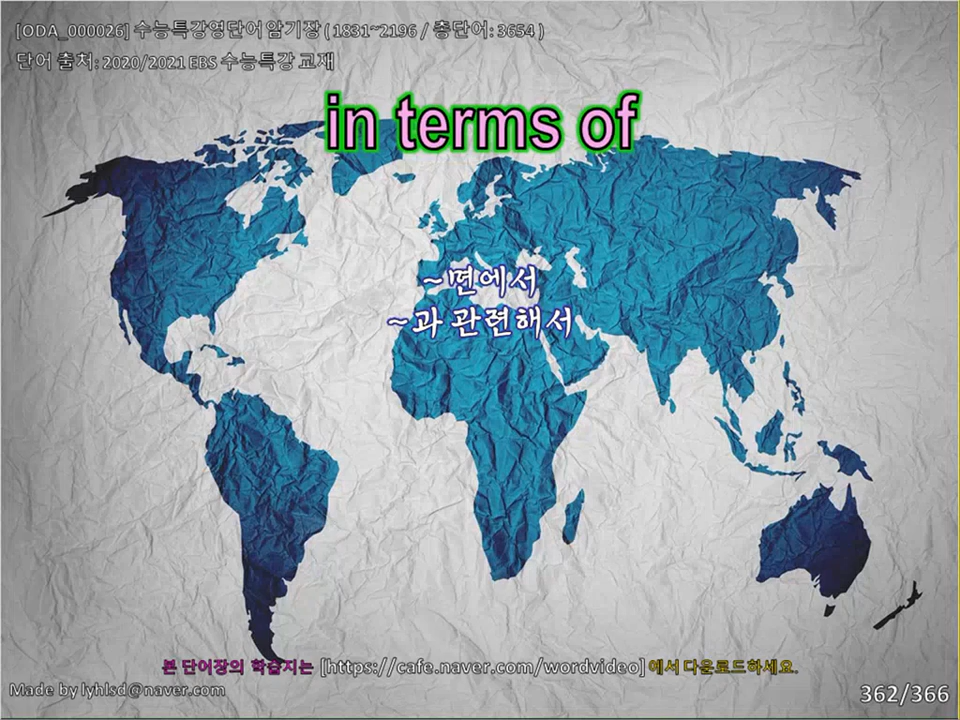 [ODA_000026] 수능특강영단어 암기장 ( 1831~2196 / 총단어: 3654 )
단어 출처: 2020/2021 EBS 수능특강 교재
in terms of
~면에서
~과 관련해서
본 단어장의 학습지는 [https://cafe.naver.com/wordvideo] 에서 다운로드하세요.
Made by lyhlsd@naver.com
362/366